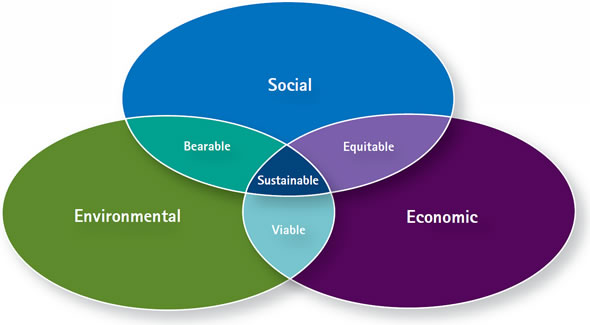 Social
Bearable
Equitable
Sustainable
Environmental
Economic
Viable